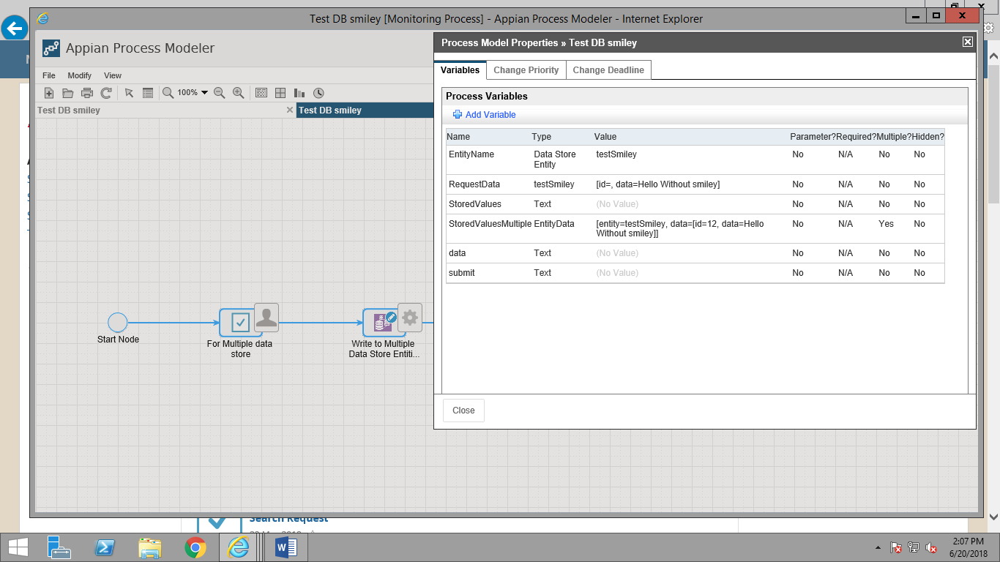 Test DB smiley [Monitoring Process] - Appian Process Modeler - Internet Explorer
Appian Process Modeler
File Modify View
100%
Test DB smiley
Test DB smiley
Start Node
For Multiple data
store
Write to Multiple
Data Store Entiti...
Process Model Properties » Test DB smiley
Variables Change Priority Change Deadline
Process Variables
Add Variable
Name Type Value Parameter? Required? Multiple? Hidden?
EntityName Data Store testSmiley No N/A No No
Entity
RequestData testSmiley [id=, data=Hello Without smiley] No N/A No No
StoredValues Text (No Value) No N/A No No
StoredValuesMultiple EntityData [entity=testSmiley, data=[id=12, data=Hello No N/A Yes No
Without smiley]]
data Text (No Value) No N/A No No
submit Text (No Value) No N/A No No
Close
Search Request
2:07 PM
6/20/2018